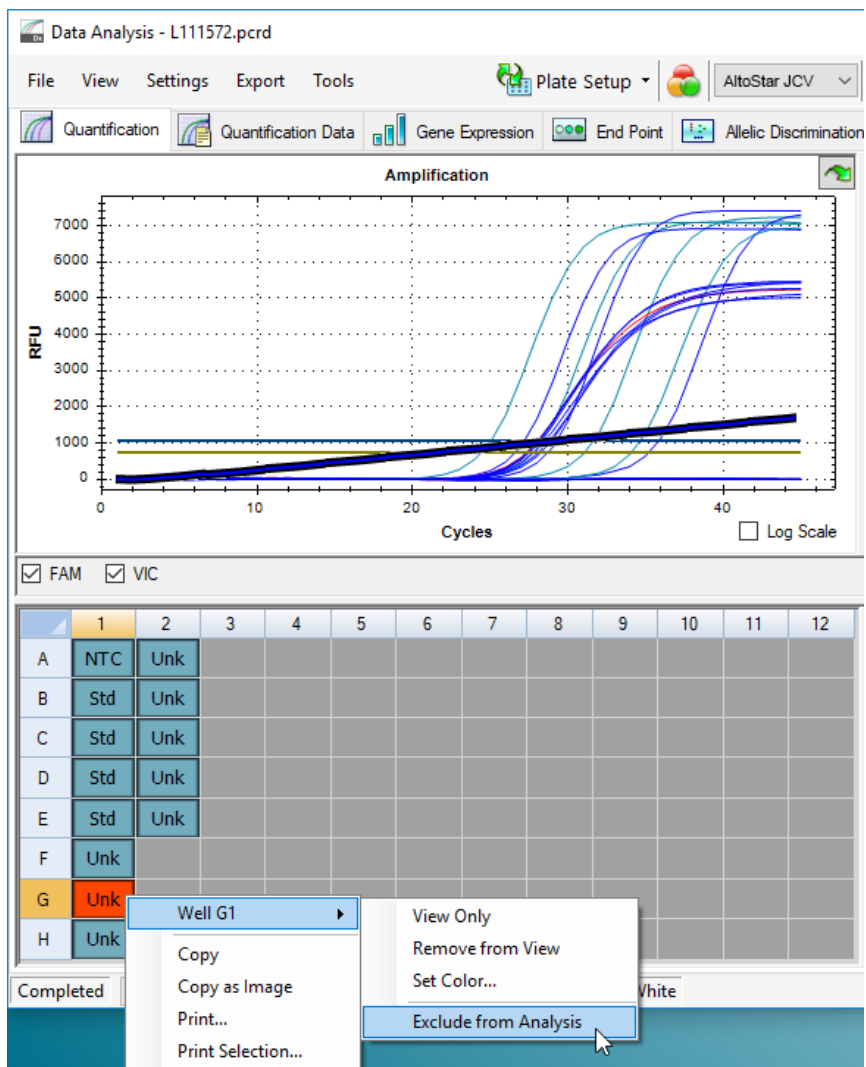 Data Analysis - L111572.pcrd
File View Settings Export Tools Plate Setup AltoStar JCV
Quantification Quantification Data Gene Expression End Point Allelic Discrimination
Amplification
7000
6000
5000
4000
3000
2000
1000
0
RFU
0 10 20 30 40
Cycles
Log Scale
FAM VIC
1 2 3 4 5 6 7 8 9 10 11 12
A NTC Unk
B Std Unk
C Std Unk
D Std Unk
E Std Unk
F Unk
G Unk
H Unk
Well G1
Copy
Copy as Image
Print...
Print Selection...
View Only
Remove from View
Set Color...
Exclude from Analysis
Completed